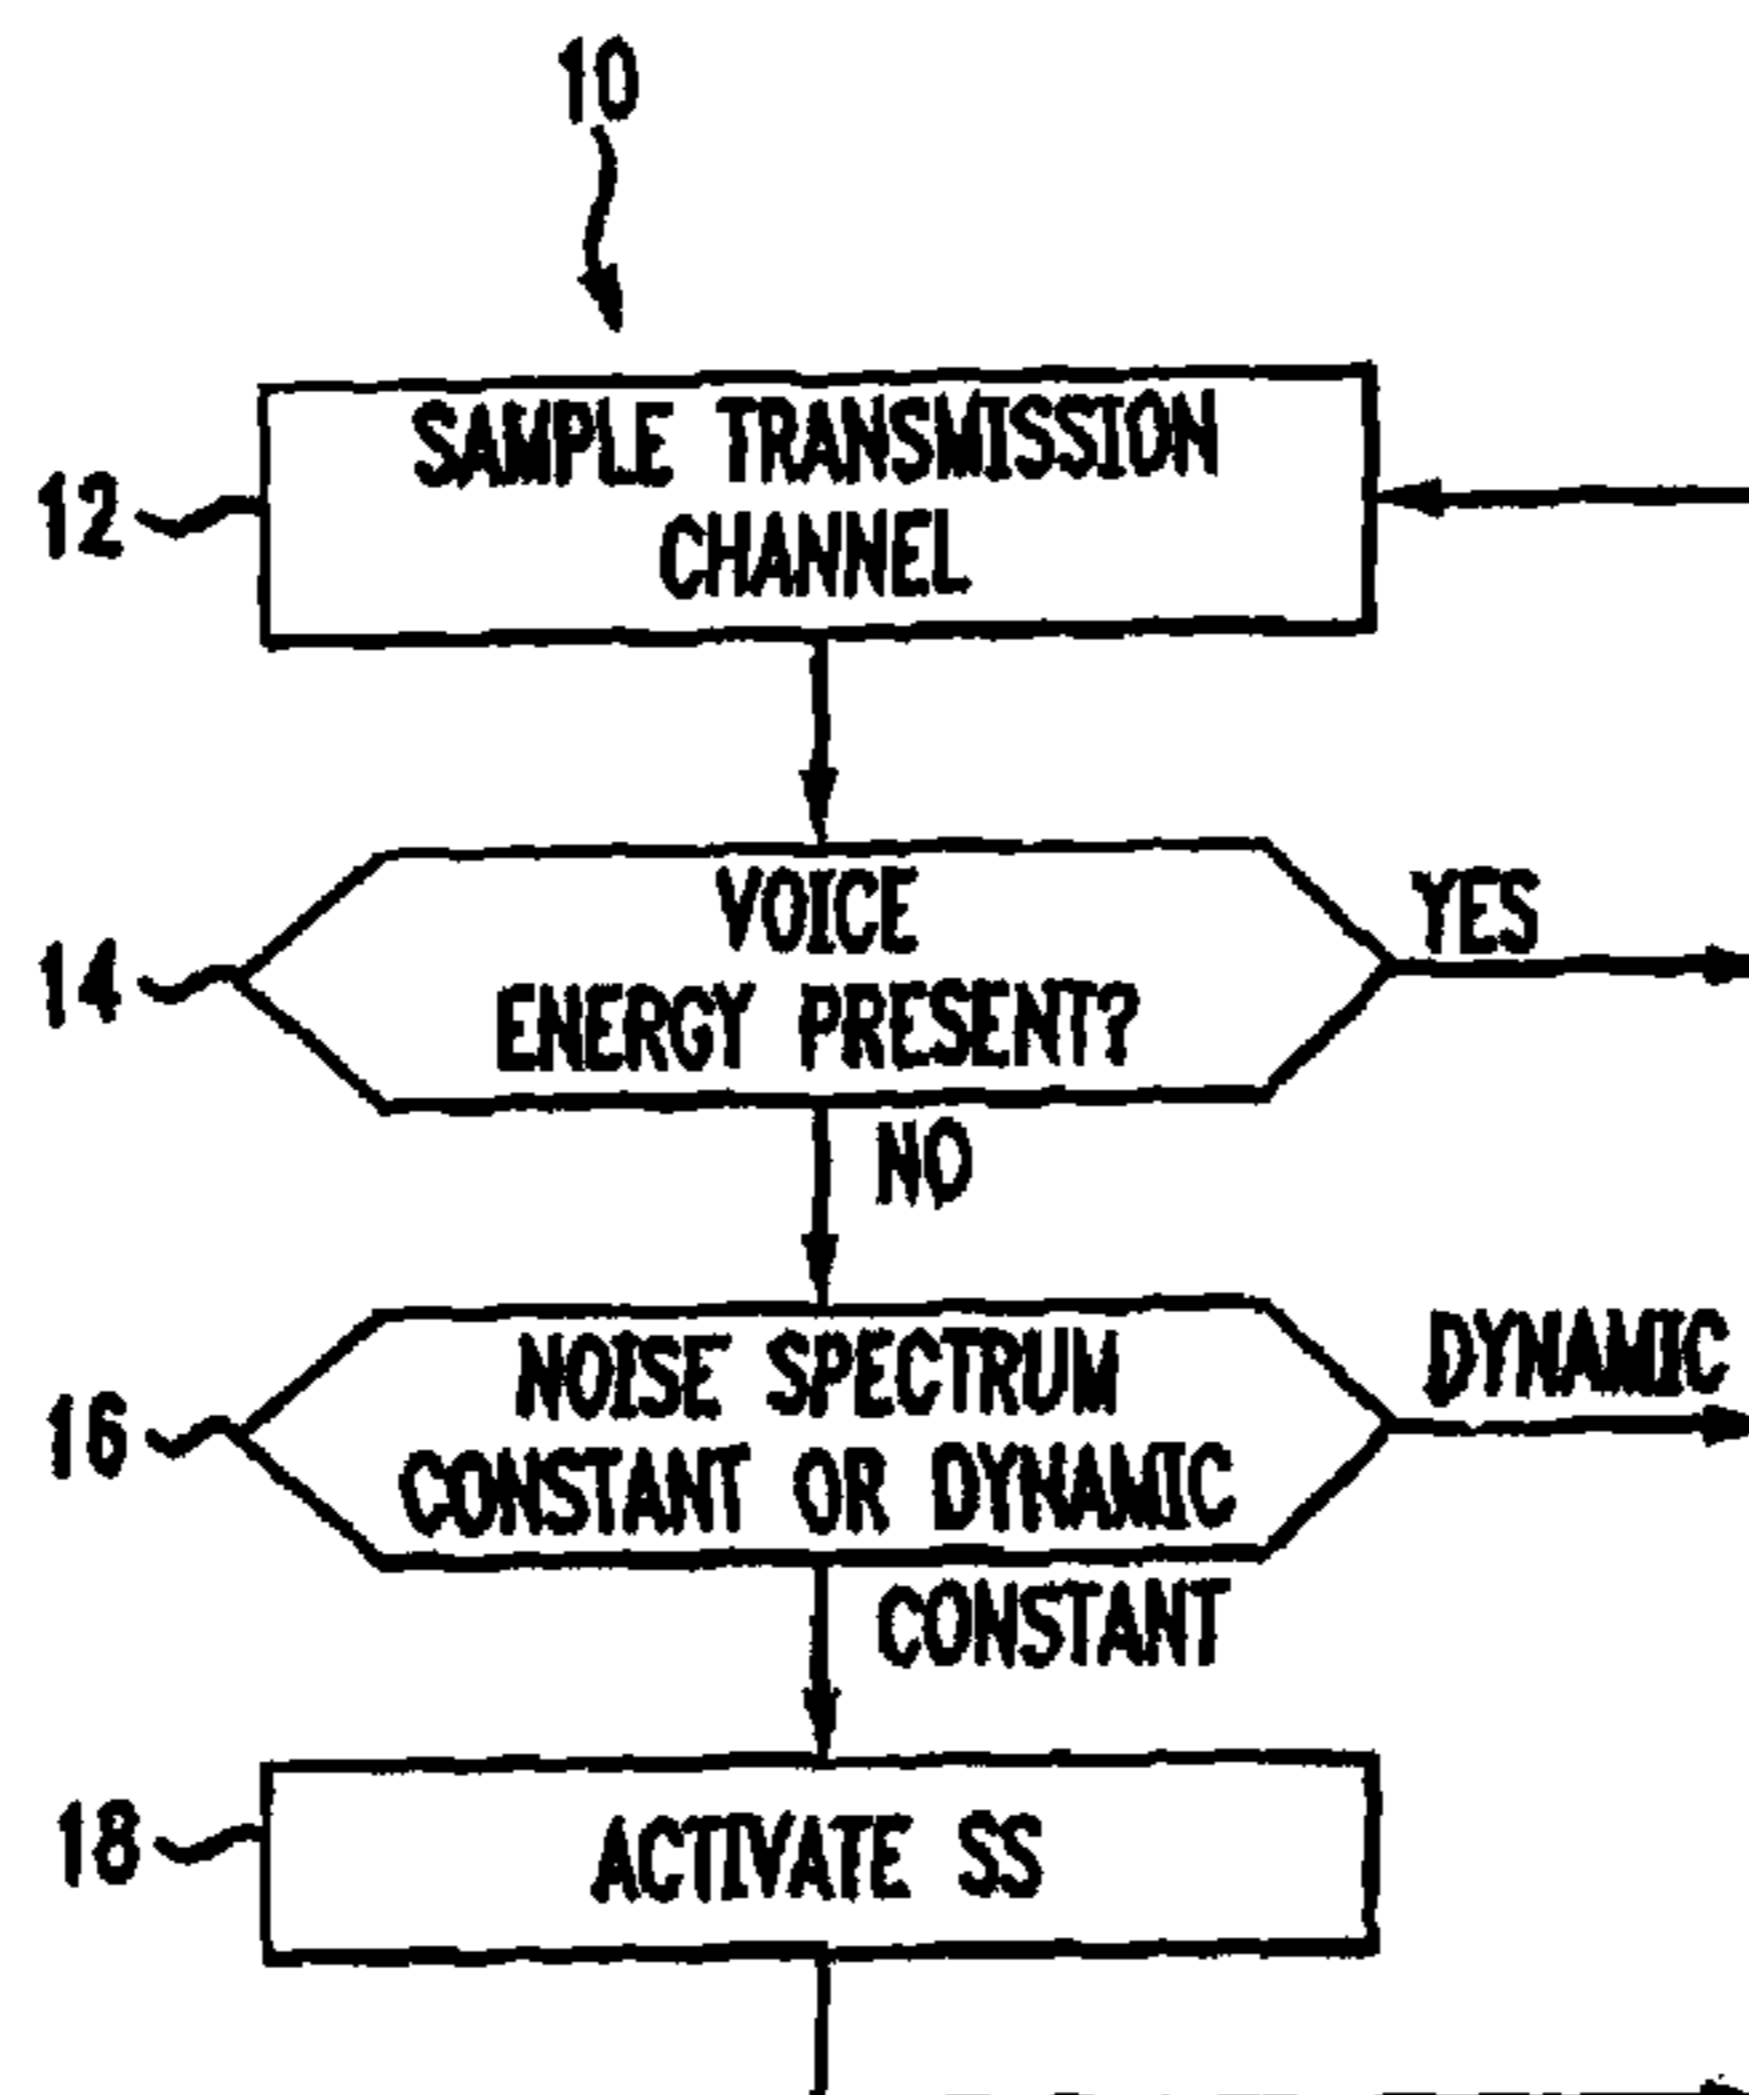 10
12
SAMPLE TRANSMISSION
CHANNEL
14
VOICE
ENERGY PRESENT?
YES
NO
16
NOISE SPECTRUM
CONSTANT OR DYNAMIC
DYNAMIC
CONSTANT
18
ACTIVATE SS